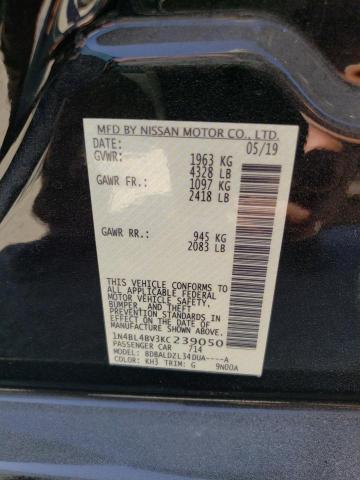 MFD BY NISSAN MOTOR CO., LTD.
DATE: 05/19
GVWR: 1963 KG
4328 LB
GAWR FR: 1097 KG
2418 LB
GAWR RR: 945 KG
2083 LB
THIS VEHICLE CONFORMS TO
ALL APPLICABLE FEDERAL
MOTOR VEHICLE SAFETY,
BUMPER, AND THEFT
PREVENTION STANDARDS IN
EFFECT ON THE DATE OF
MANUFACTURE SHOWN ABOVE.
1N4BL4BV3KC239050
PASSENGER CAR 714
MODEL: 8DBALDZL34DUA----A
COLOR: KH3 TRIM: G 9N00A